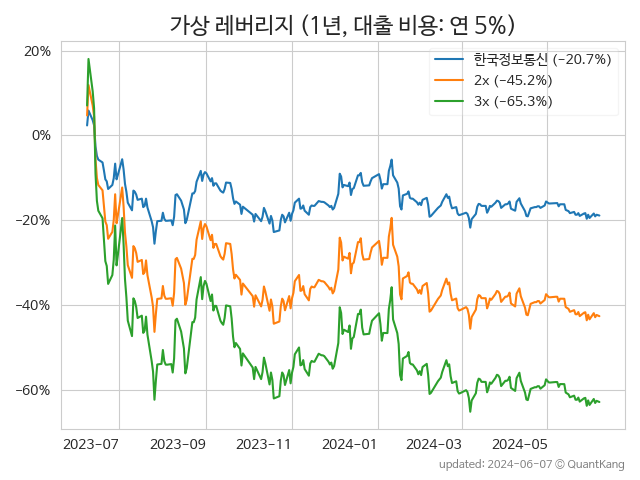 가상 레버리지 (1년, 대출 비용: 연 5%)
한국정보통신 (−20.7%)
2x (−45.2%)
3x (−65.3%)
20%
0%
−20%
−40%
−60%
2023-07 2023-09 2023-11 2024-01 2024-03 2024-05
updated: 2024-06-07 © QuantKang